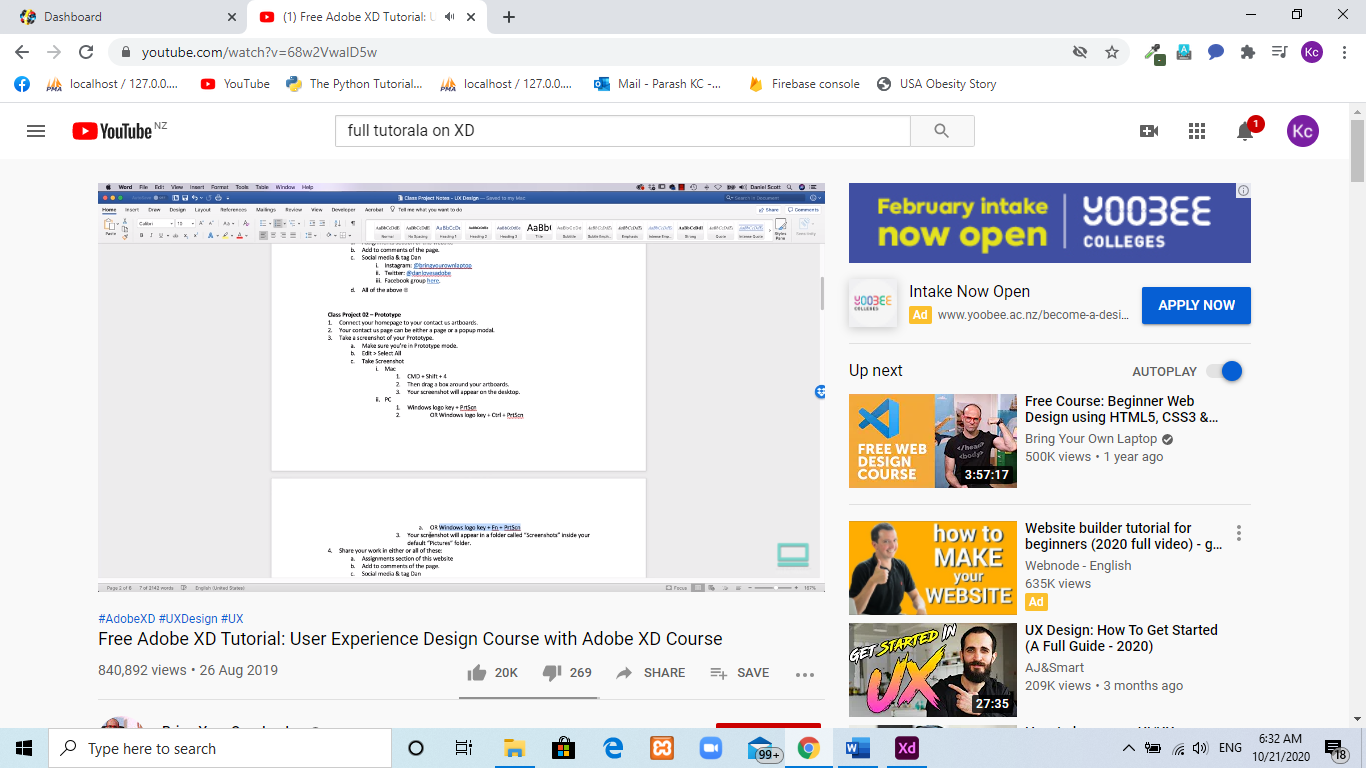 Dashboard
(1) Free Adobe XD Tutorial: U
youtube.com/watch?v=68w2VwaID5w
Kc
localhost / 127.0.0....
YouTube
The Python Tutorial...
localhost / 127.0.0....
Mail - Parash KC -...
Firebase console
USA Obesity Story
YouTube NZ
full tutorala on XD
1
Kc
Word File Edit View Insert Format Tools Table Window Help
Daniel Scott
Class Project Notes - UX Design — Saved to my Mac
Search in Document
Home Insert Draw Design Layout References Mailings Review View Developer Acrobat Tell me what you want to do
Share Comments
b. Add to comments of the page.
c. Social media & tag Dan
i. Instagram: @bringyourownlaptop
ii. Twitter: @danlovesadobe
iii. Facebook group here.
d. All of the above
Class Project 02 – Prototype
1. Connect your homepage to your contact us artboards.
2. Your contact us page can be either a page or a popup modal.
3. Take a screenshot of your Prototype.
a. Make sure you're in Prototype mode.
b. Edit > Select All
c. Take Screenshot
i. Mac
1. CMD + Shift + 4
2. Then drag a box around your artboards.
3. Your screenshot will appear on the desktop.
ii. PC
1. Windows logo key + PrtScn
2. OR Windows logo key + Ctrl + PrtScn
a. OR Windows logo key + Fn + PrtScn
3. Your screenshot will appear in a folder called "Screenshots" inside your
default "Pictures" folder.
4. Share your work in either or all of these:
a. Assignments section of this website
b. Add to comments of the page.
c. Social media & tag Dan
Page 2 of 8 7 of 2142 words English (United States)
Focus
107%
#AdobeXD #UXDesign #UX
Free Adobe XD Tutorial: User Experience Design Course with Adobe XD Course
840,892 views • 26 Aug 2019
20K
269
SHARE
SAVE
February intake
now open
YOOBEE
COLLEGES
YOOBEE
COLLEGES
Intake Now Open
Ad www.yoobee.ac.nz/become-a-desi...
APPLY NOW
Up next
AUTOPLAY
FREE WEB
DESIGN
COURSE
</head>
<body>
3:57:17
Free Course: Beginner Web
Design using HTML5, CSS3 &...
Bring Your Own Laptop
500K views • 1 year ago
how to
MAKE
your
WEBSITE
Website builder tutorial for
beginners (2020 full video) - g...
Webnode - English
635K views
Ad
GET STARTED IN
UX
27:35
UX Design: How To Get Started
(A Full Guide - 2020)
AJ&Smart
209K views • 3 months ago
Type here to search
99+
Xd
ENG
6:32 AM
10/21/2020
18